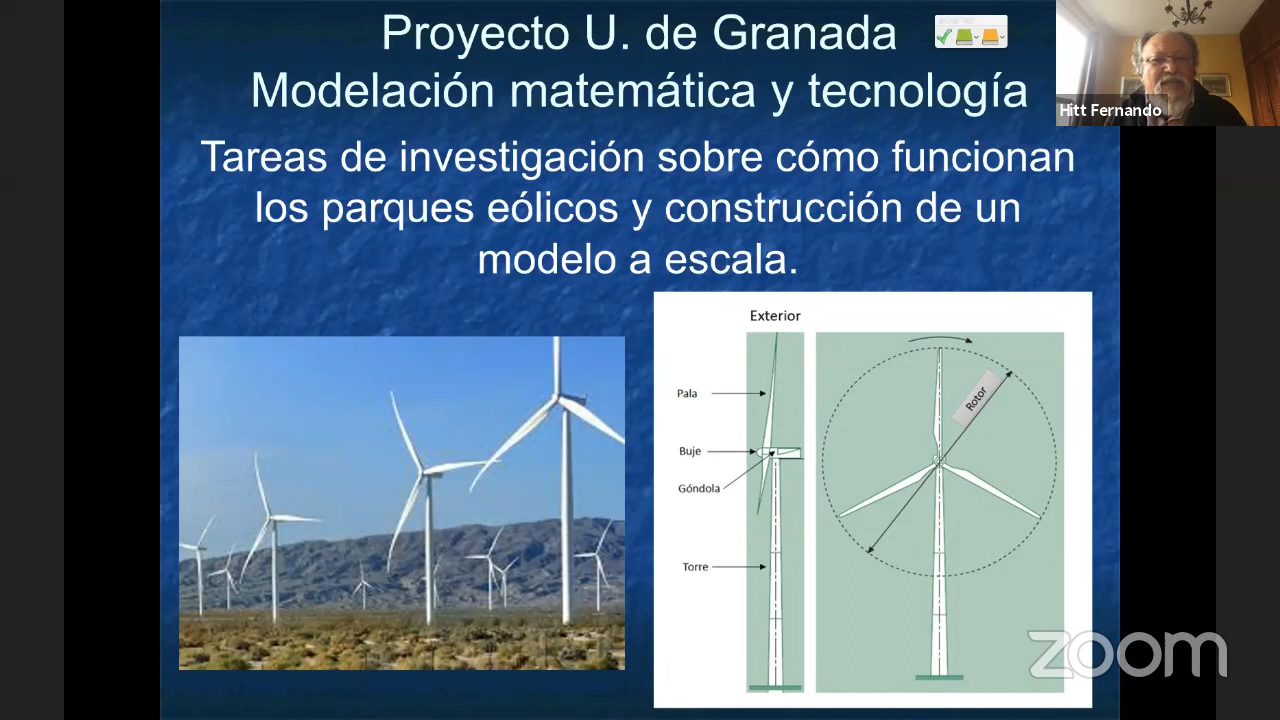 Proyecto U. de Granada
Modelación matemática y tecnología
Tareas de investigación sobre cómo funcionan
los parques eólicos y construcción de un
modelo a escala.
Hitt Fernando
Exterior
Pala
Buje
Góndola
Torre
Rotor
zoom